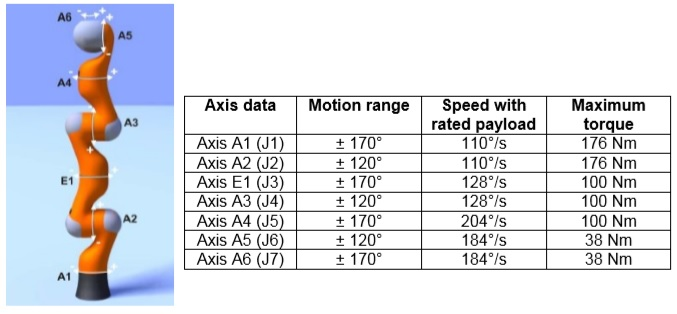 A6
A5
A4
A3
E1
A2
A1
Axis data Motion range Speed with rated payload Maximum torque
Axis A1 (J1) ± 170° 110°/s 176 Nm
Axis A2 (J2) ± 120° 110°/s 176 Nm
Axis E1 (J3) ± 170° 128°/s 100 Nm
Axis A3 (J4) ± 120° 128°/s 100 Nm
Axis A4 (J5) ± 170° 204°/s 100 Nm
Axis A5 (J6) ± 120° 184°/s 38 Nm
Axis A6 (J7) ± 170° 184°/s 38 Nm